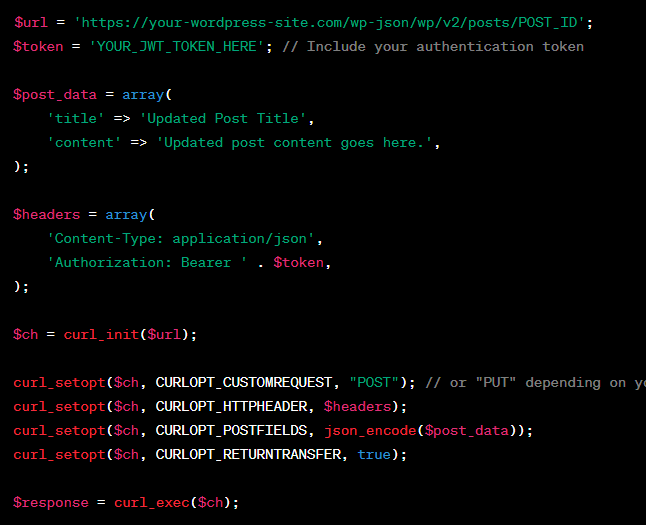 $url = 'https://your-wordpress-site.com/wp-json/wp/v2/posts/POST_ID';
$token = 'YOUR_JWT_TOKEN_HERE'; // Include your authentication token
$post_data = array(
'title' => 'Updated Post Title',
'content' => 'Updated post content goes here.',
);
$headers = array(
'Content-Type: application/json',
'Authorization: Bearer ' . $token,
);
$ch = curl_init($url);
curl_setopt($ch, CURLOPT_CUSTOMREQUEST, "POST"); // or "PUT" depending on
curl_setopt($ch, CURLOPT_HTTPHEADER, $headers);
curl_setopt($ch, CURLOPT_POSTFIELDS, json_encode($post_data));
curl_setopt($ch, CURLOPT_RETURNTRANSFER, true);
$response = curl_exec($ch);